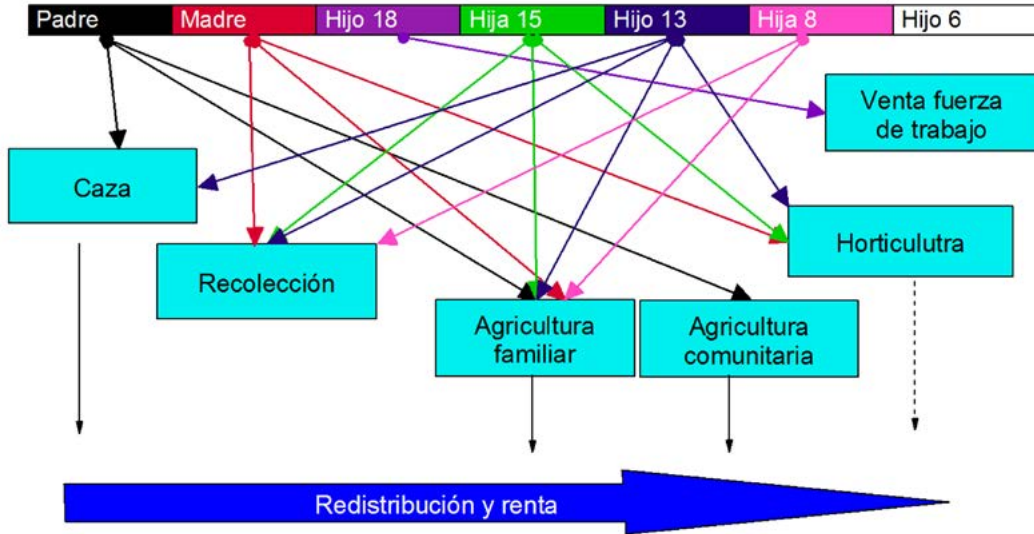 Padre
Madre
Hijo 18
Hija 15
Hijo 13
Hija 8
Hijo 6
Venta fuerza
de trabajo
Caza
Horticulutra
Recolección
Agricultura
familiar
Agricultura
comunitaria
Redistribución y renta